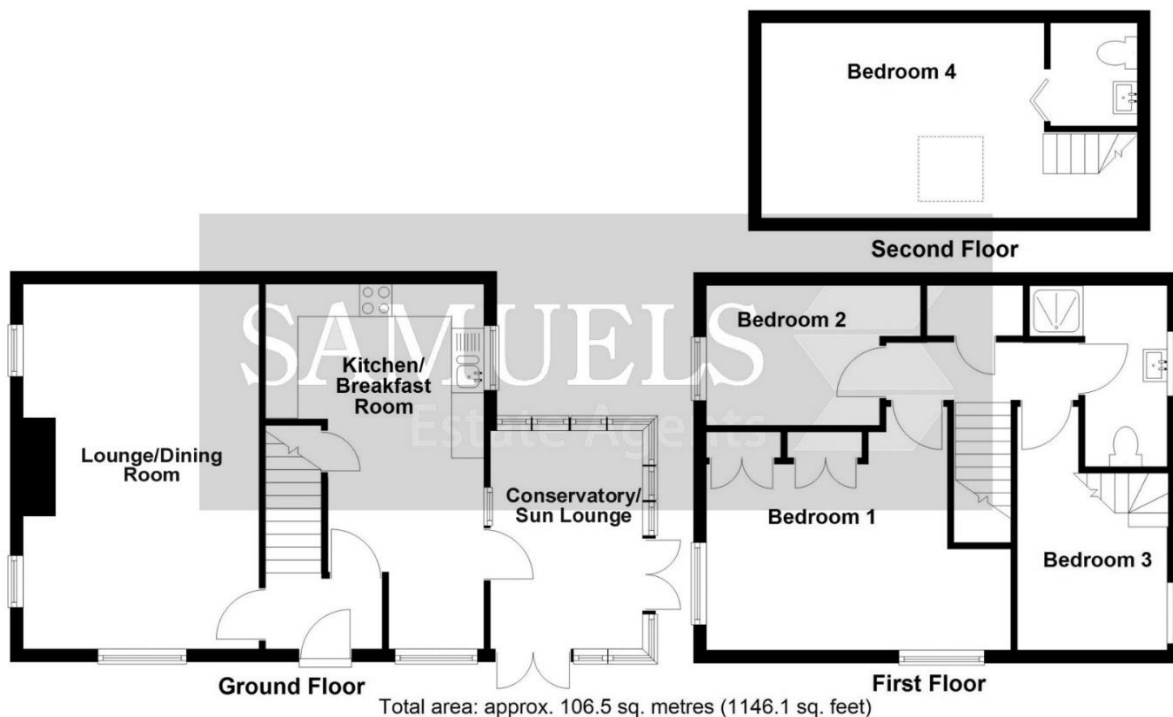 Bedroom 4
Second Floor
SAMUELS
Estate Agents
Kitchen/
Breakfast
Room
Lounge/Dining
Room
Conservatory/
Sun Lounge
Ground Floor
Bedroom 2
Bedroom 1
Bedroom 3
First Floor
Total area: approx. 106.5 sq. metres (1146.1 sq. feet)